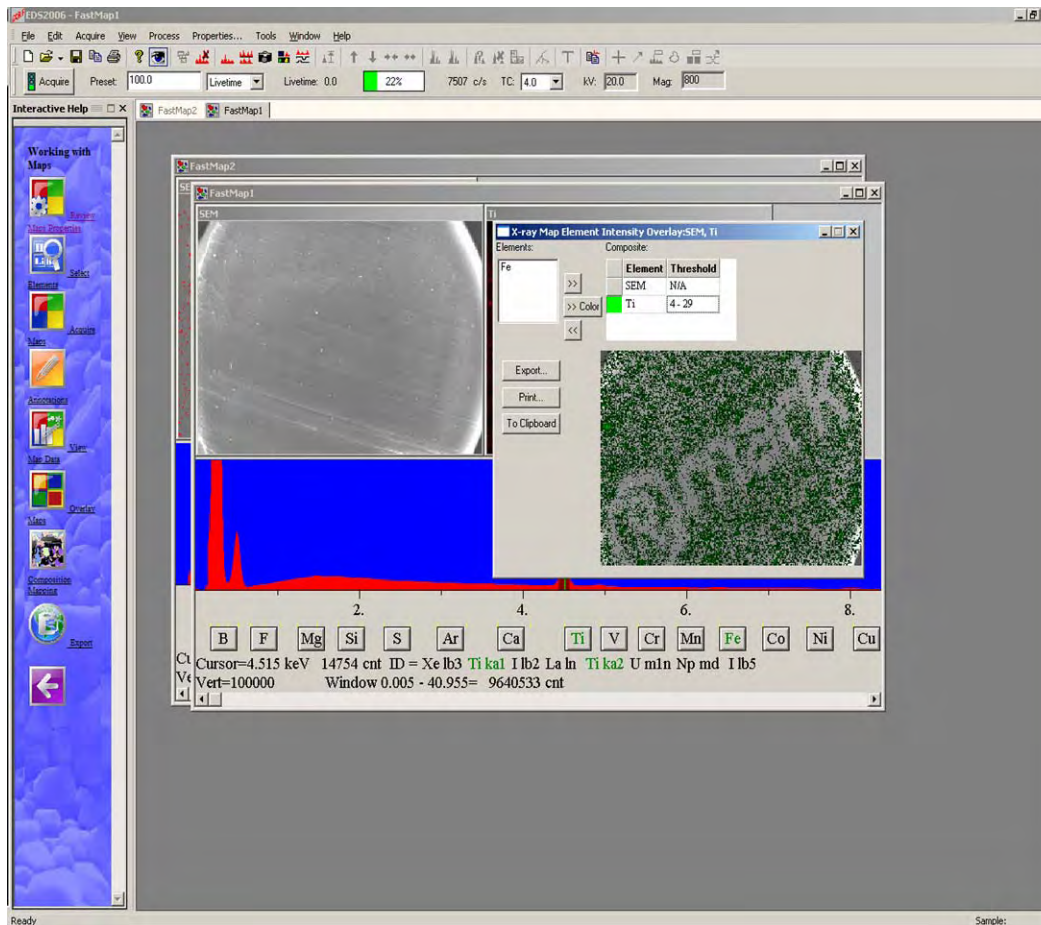 EDS2006 - FastMap1
File Edit Acquire View Process Properties... Tools Window Help
Acquire Preset: 100.0 Livetime Livetime: 0.0 22% 7507 c/s TC: 4.0 kV: 20.0 Mag: 800
Interactive Help
FastMap2 FastMap1
Working with
Maps
Review
Maps Properties
Select
Elements
Acquire
Maps
Annotations
View
Map Data
Overlay
Maps
Composition
Mapping
Export
FastMap2
SE
FastMap1
SEM
Ti
X-ray Map Element Intensity Overlay:SEM, Ti
Elements:
Fe
>>
>> Color
<<
Composite:
Element Threshold
SEM N/A
Ti 4 - 29
Export...
Print...
To Clipboard
2. 4. 6. 8.
B F Mg Si S Ar Ca Ti V Cr Mn Fe Co Ni Cu
Cu
Cursor=4.515 keV 14754 cnt ID = Xe lb3 Ti ka1 I lb2 La ln Ti ka2 U m1n Np md I lb5
Ve
Vert=100000 Window 0.005 - 40.955= 9640533 cnt
Ready
Sample: